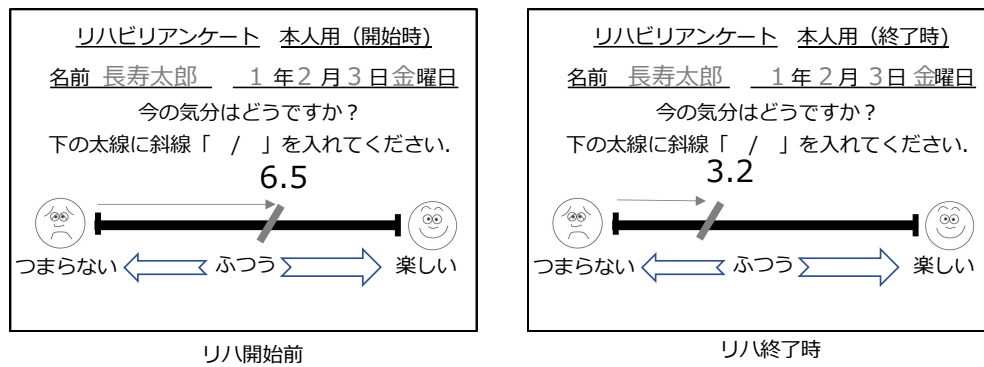 リハビリアンケート 本人用（開始時)
名前 長寿太郎 1年2月3日金曜日
今の気分はどうですか？
下の太線に斜線「 / 」を入れてください.
6.5
つまらない ふつう 楽しい
リハ開始前
リハビリアンケート 本人用（終了時)
名前 長寿太郎 1年2月3日金曜日
今の気分はどうですか？
下の太線に斜線「 / 」を入れてください.
3.2
つまらない ふつう 楽しい
リハ終了時